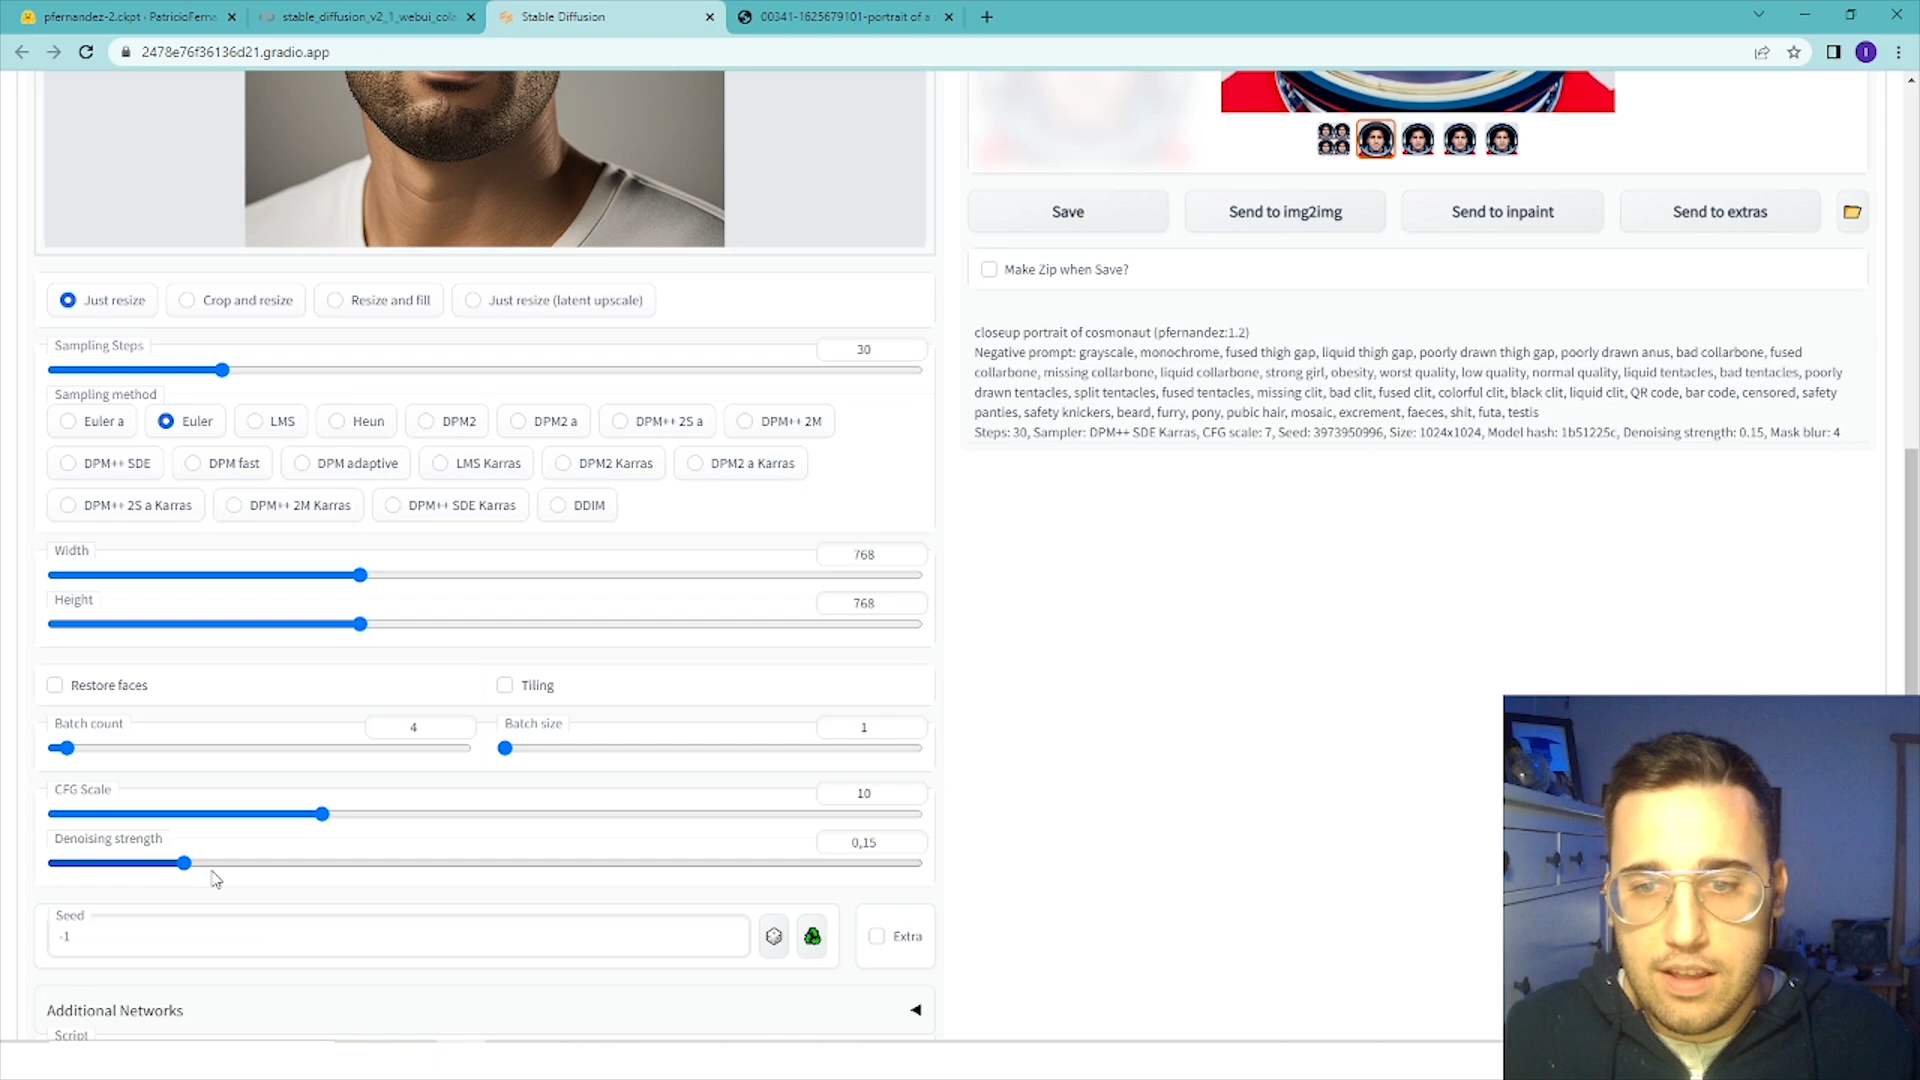 pfernandez-2.ckpt · PatricioFerna
stable_diffusion_v2_1_webui_cola
Stable Diffusion
00341-1625679101-portrait of a
2478e76f36136d21.gradio.app
I
Save
Send to img2img
Send to inpaint
Send to extras
Make Zip when Save?
Just resize
Crop and resize
Resize and fill
Just resize (latent upscale)
closeup portrait of cosmonaut (pfernandez:1.2)
Negative prompt: grayscale, monochrome, fused thigh gap, liquid thigh gap, poorly drawn thigh gap, poorly drawn anus, bad collarbone, fused
collarbone, missing collarbone, liquid collarbone, strong girl, obesity, worst quality, low quality, normal quality, liquid tentacles, bad tentacles, poorly
drawn tentacles, split tentacles, fused tentacles, missing clit, bad clit, fused clit, colorful clit, black clit, liquid clit, QR code, bar code, censored, safety
panties, safety knickers, beard, furry, pony, pubic hair, mosaic, excrement, faeces, shit, futa, testis
Steps: 30, Sampler: DPM++ SDE Karras, CFG scale: 7, Seed: 3973950996, Size: 1024x1024, Model hash: 1b51225c, Denoising strength: 0.15, Mask blur: 4
Sampling Steps
30
Sampling method
Euler a
Euler
LMS
Heun
DPM2
DPM2 a
DPM++ 2S a
DPM++ 2M
DPM++ SDE
DPM fast
DPM adaptive
LMS Karras
DPM2 Karras
DPM2 a Karras
DPM++ 2S a Karras
DPM++ 2M Karras
DPM++ SDE Karras
DDIM
Width
768
Height
768
Restore faces
Tiling
Batch count
4
Batch size
1
CFG Scale
10
Denoising strength
0,15
Seed
-1
Extra
Additional Networks
Script